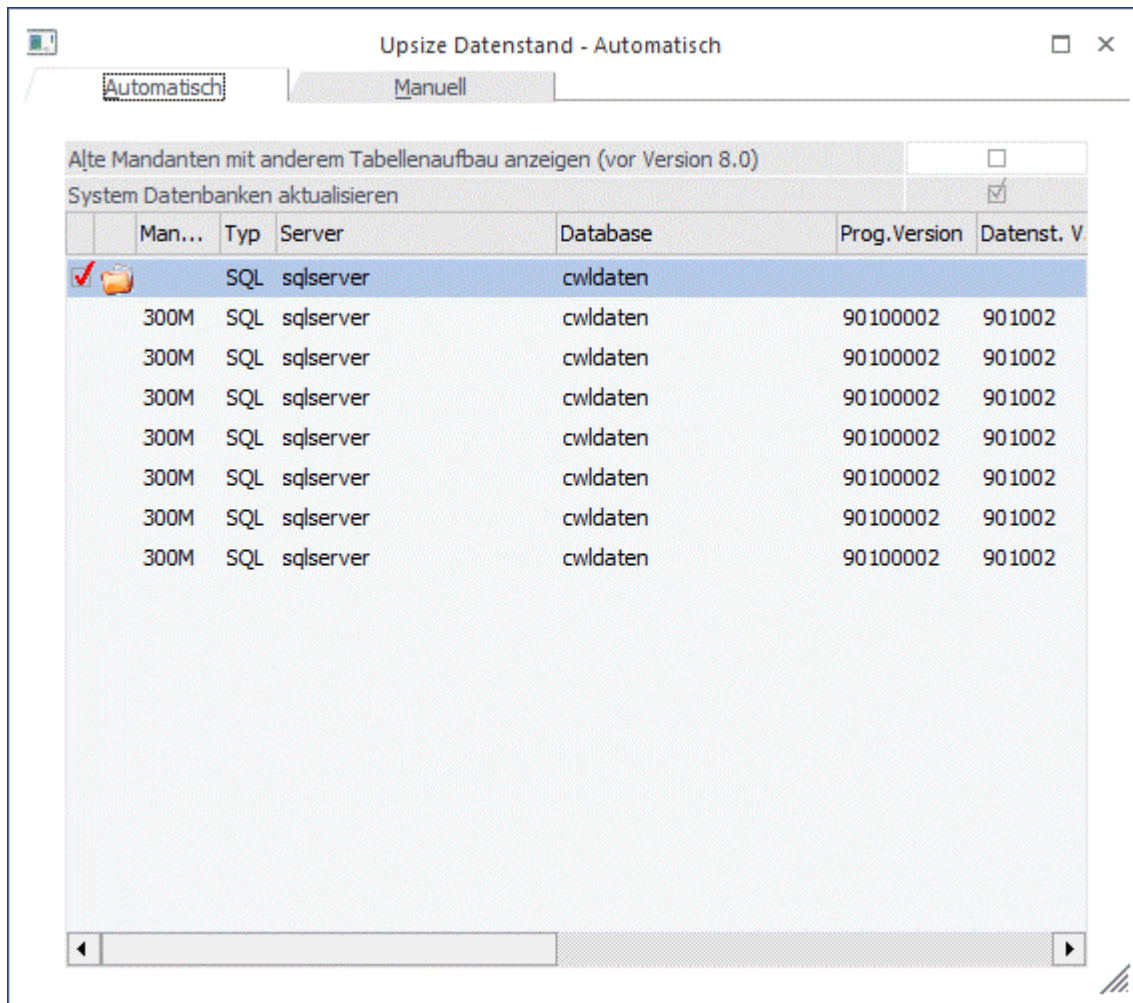 Upsize Datenstand - Automatisch
Automatisch Manuell
Alte Mandanten mit anderem Tabellenaufbau anzeigen (vor Version 8.0)
System Datenbanken aktualisieren
Man... Typ Server Database Prog.Version Datenst. V.
SQL sqlserver cwldaten
300M SQL sqlserver cwldaten 90100002 901002
300M SQL sqlserver cwldaten 90100002 901002
300M SQL sqlserver cwldaten 90100002 901002
300M SQL sqlserver cwldaten 90100002 901002
300M SQL sqlserver cwldaten 90100002 901002
300M SQL sqlserver cwldaten 90100002 901002
300M SQL sqlserver cwldaten 90100002 901002